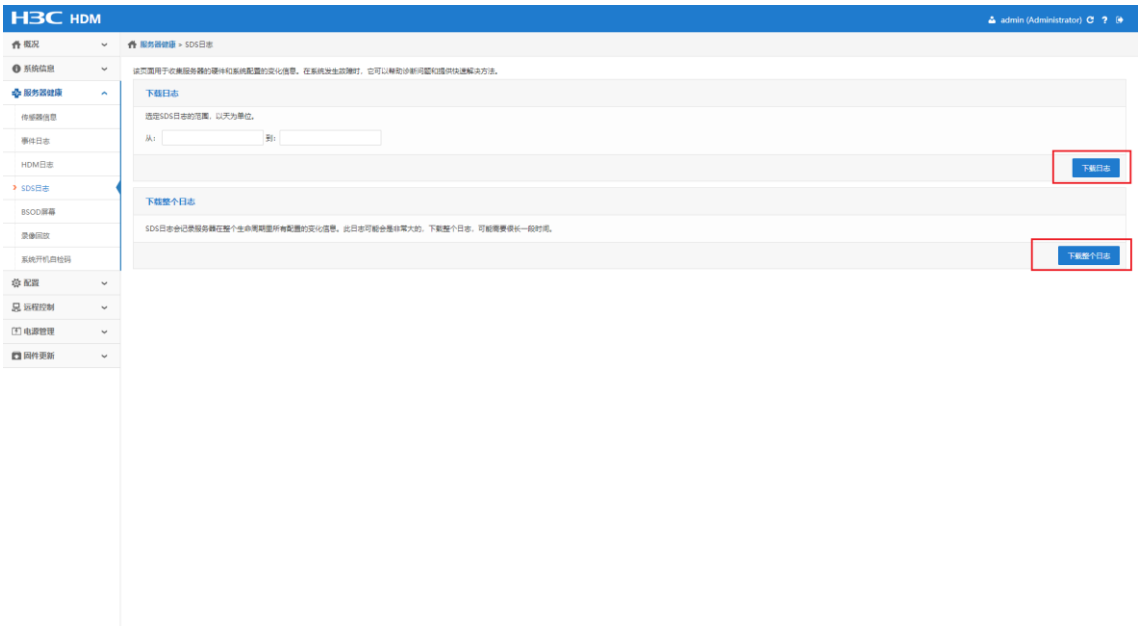 H3C HDM
admin (Administrator)
概况
服务器健康 > SDS日志
系统信息
该页面用于收集服务器的硬件和系统配置的变化信息。在系统发生故障时，它可以帮助诊断问题和提供快速解决方法。
服务器健康
下载日志
传感器信息
选定SDS日志的范围，以天为单位。
事件日志
从：
到：
HDM日志
下载日志
SDS日志
下载整个日志
BSOD屏幕
SDS日志会记录服务器在整个生命周期里所有配置的变化信息。此日志可能会是非常大的，下载整个日志，可能需要很长一段时间。
录像回放
系统开机自检码
下载整个日志
配置
远程控制
电源管理
固件更新